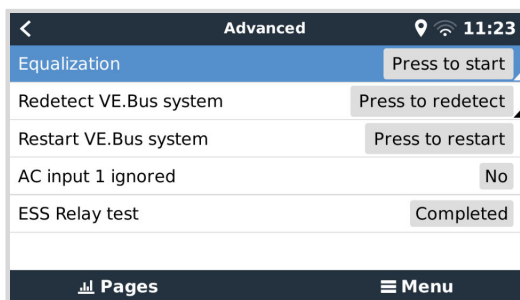 Advanced 11:23
Equalization Press to start
Redetect VE.Bus system Press to redetect
Restart VE.Bus system Press to restart
AC input 1 ignored No
ESS Relay test Completed
Pages Menu